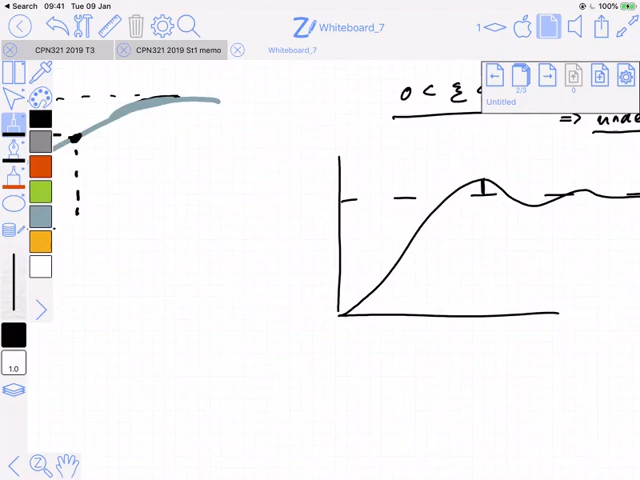 Search 09:41 Tue 09 Jan 100%
Whiteboard_7
1
CPN321 2019 T3
CPN321 2019 St1 memo
Whiteboard_7
2/3
0
Untitled
0 < ξ <
=>
1.0